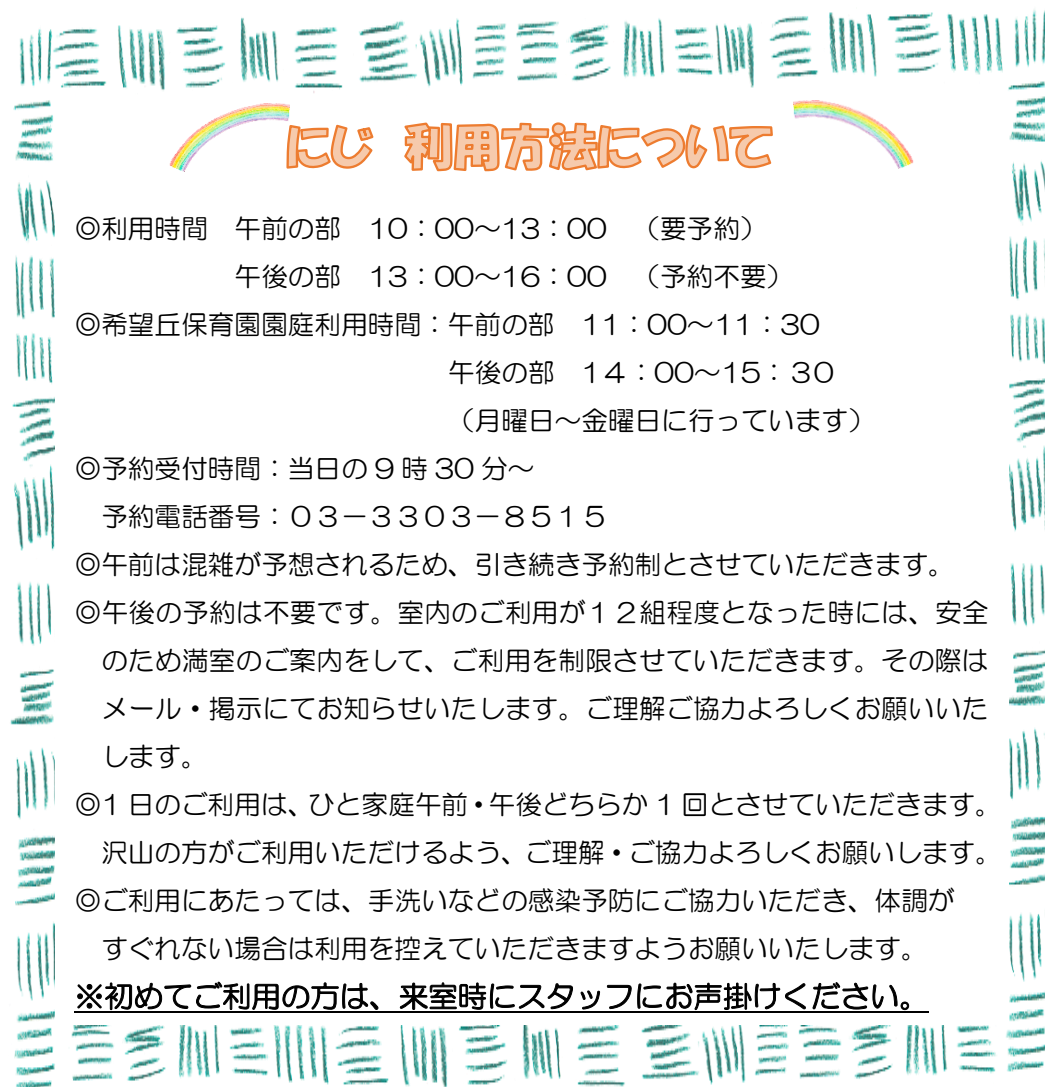 にじ　利用方法について
◎利用時間　午前の部　１０：００～１３：００　（要予約）
午後の部　１３：００～１６：００　（予約不要）
◎希望丘保育園園庭利用時間：午前の部　１１：００～１１：３０
午後の部　１４：００～１５：３０
（月曜日～金曜日に行っています）
◎予約受付時間：当日の９時３０分～
予約電話番号：０３－３３０３－８５１５
◎午前は混雑が予想されるため、引き続き予約制とさせていただきます。
◎午後の予約は不要です。室内のご利用が１２組程度となった時には、安全
のため満室のご案内をして、ご利用を制限させていただきます。その際は
メール・掲示にてお知らせいたします。ご理解ご協力よろしくお願いいた
します。
◎１日のご利用は、ひと家庭午前・午後どちらか１回とさせていただきます。
沢山の方がご利用いただけるよう、ご理解・ご協力よろしくお願いします。
◎ご利用にあたっては、手洗いなどの感染予防にご協力いただき、体調が
すぐれない場合は利用を控えていただきますようお願いいたします。
※初めてご利用の方は、来室時にスタッフにお声掛けください。